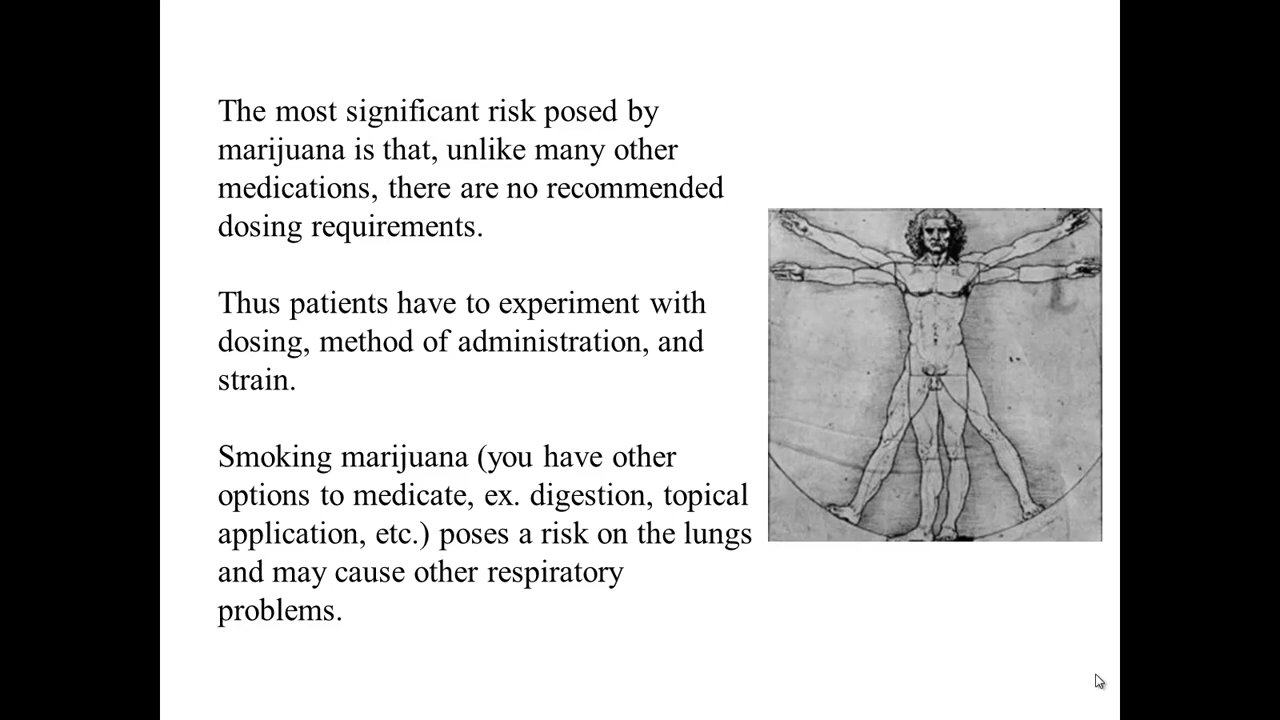 The most significant risk posed by
marijuana is that, unlike many other
medications, there are no recommended
dosing requirements.
Thus patients have to experiment with
dosing, method of administration, and
strain.
Smoking marijuana (you have other
options to medicate, ex. digestion, topical
application, etc.) poses a risk on the lungs
and may cause other respiratory
problems.